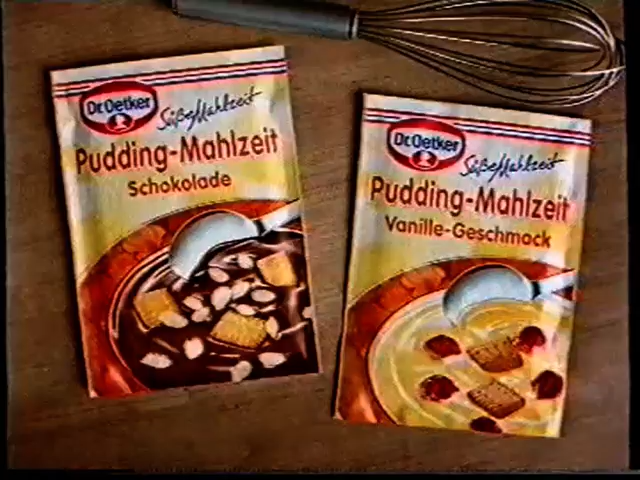 Dr. Oetker
Süße Mahlzeit
Pudding-Mahlzeit
Schokolade
Dr. Oetker
Süße Mahlzeit
Pudding-Mahlzeit
Vanille-Geschmack